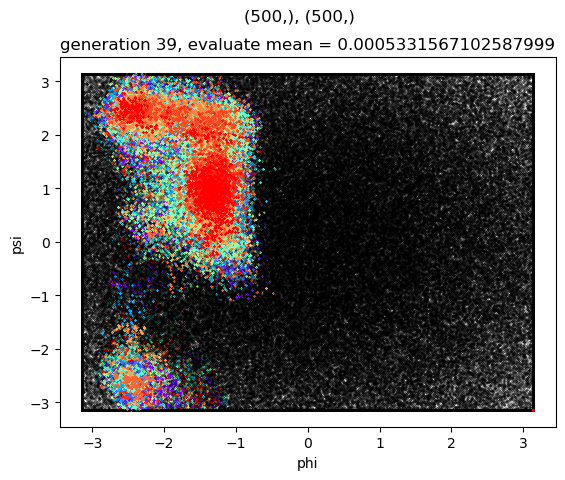 (500,), (500,)
generation 39, evaluate mean = 0.0005331567102587999
3
2
1
0
−1
−2
−3
psi
−3 −2 −1 0 1 2 3
phi